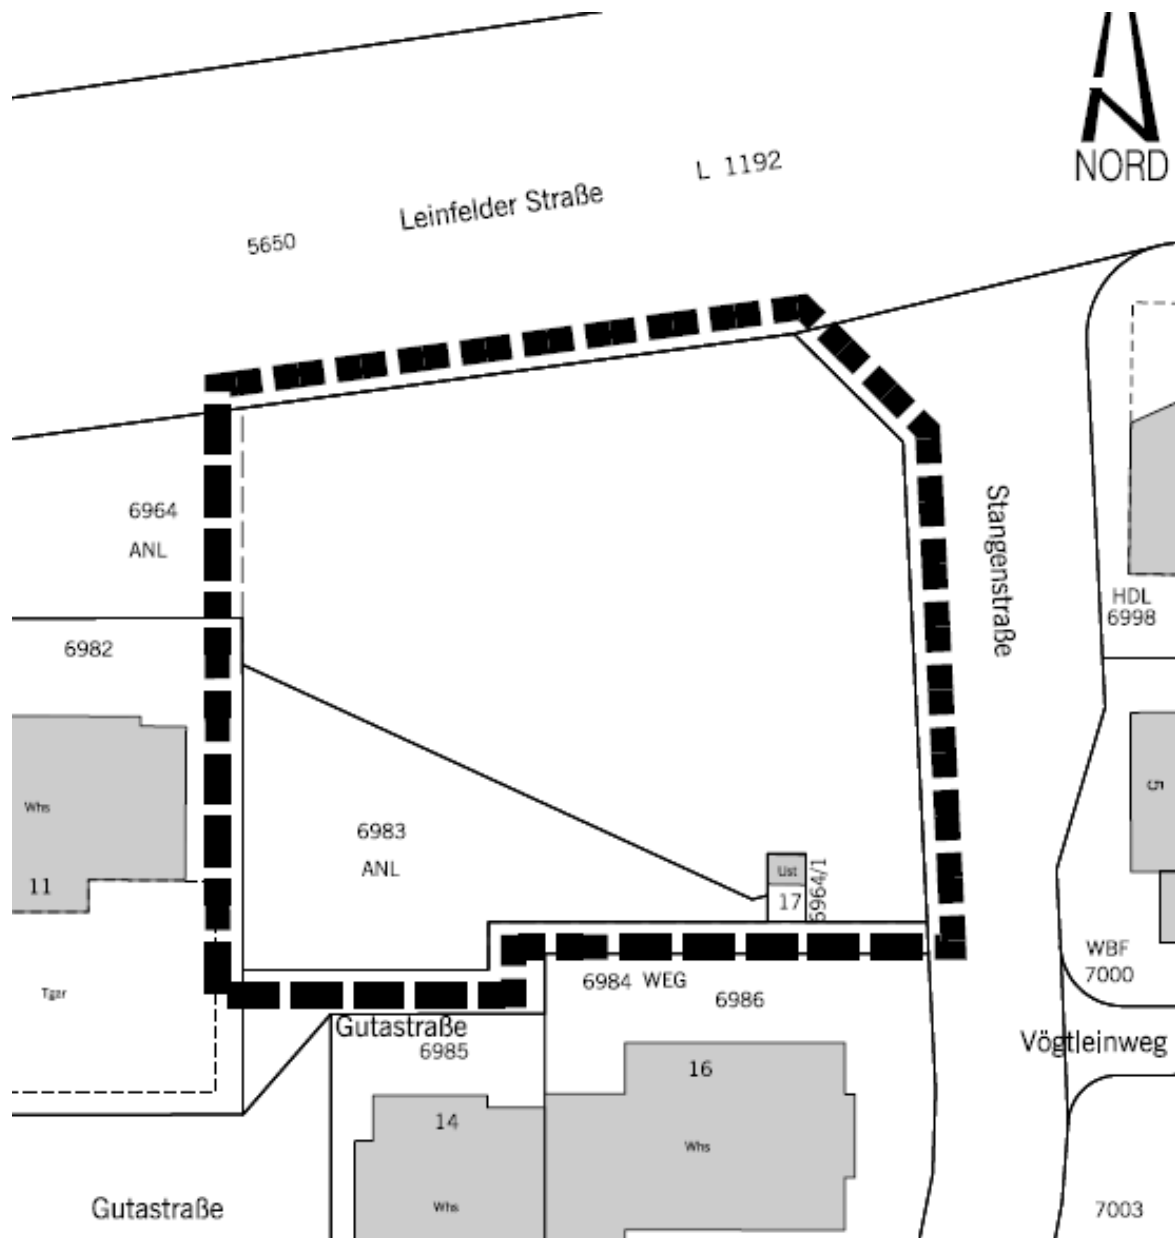 NORD
L 1192
Leinfelder Straße
5650
6964
ANL
Stangenstraße
HDL
6998
6982
Whs
11
5
6983
ANL
Ust
17
6964/1
WBF
7000
6984 WEG
6986
Tgar
Gutastraße
6985
Vögtleinweg
16
14
Whs
Whs
Gutastraße
7003